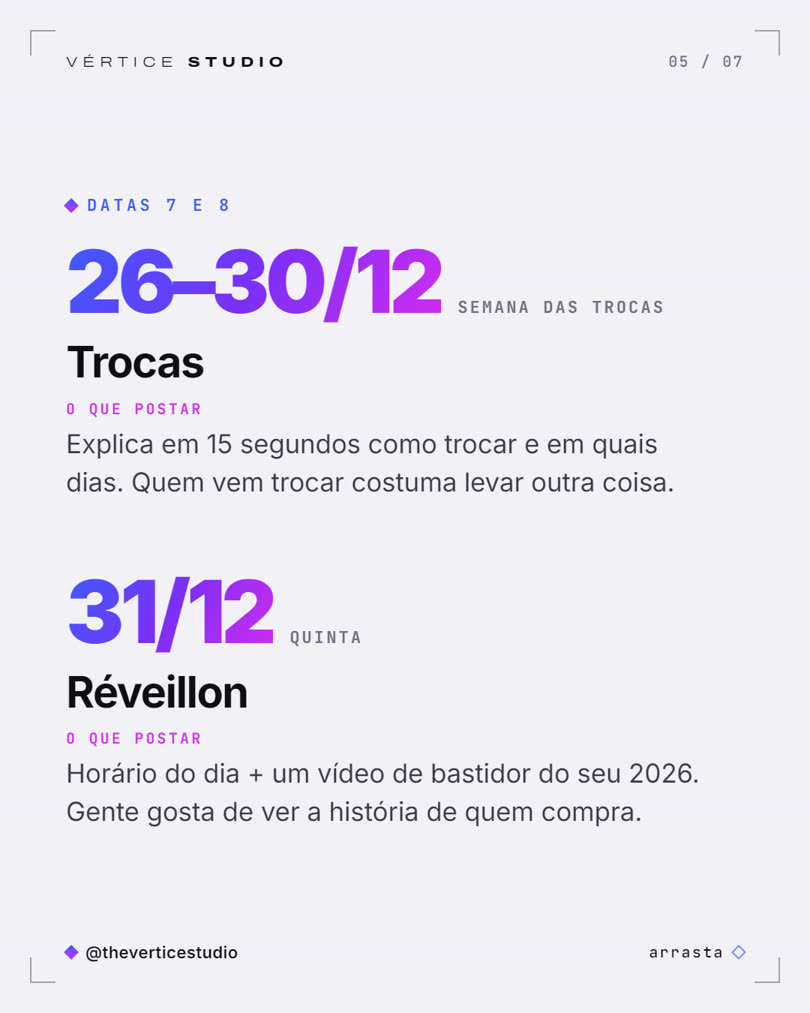 VÉRTICE STUDIO
05 / 07
DATAS 7 E 8
26–30/12 SEMANA DAS TROCAS
Trocas
O QUE POSTAR
Explica em 15 segundos como trocar e em quais
dias. Quem vem trocar costuma levar outra coisa.
31/12 QUINTA
Réveillon
O QUE POSTAR
Horário do dia + um vídeo de bastidor do seu 2026.
Gente gosta de ver a história de quem compra.
@theverticestudio
arrasta